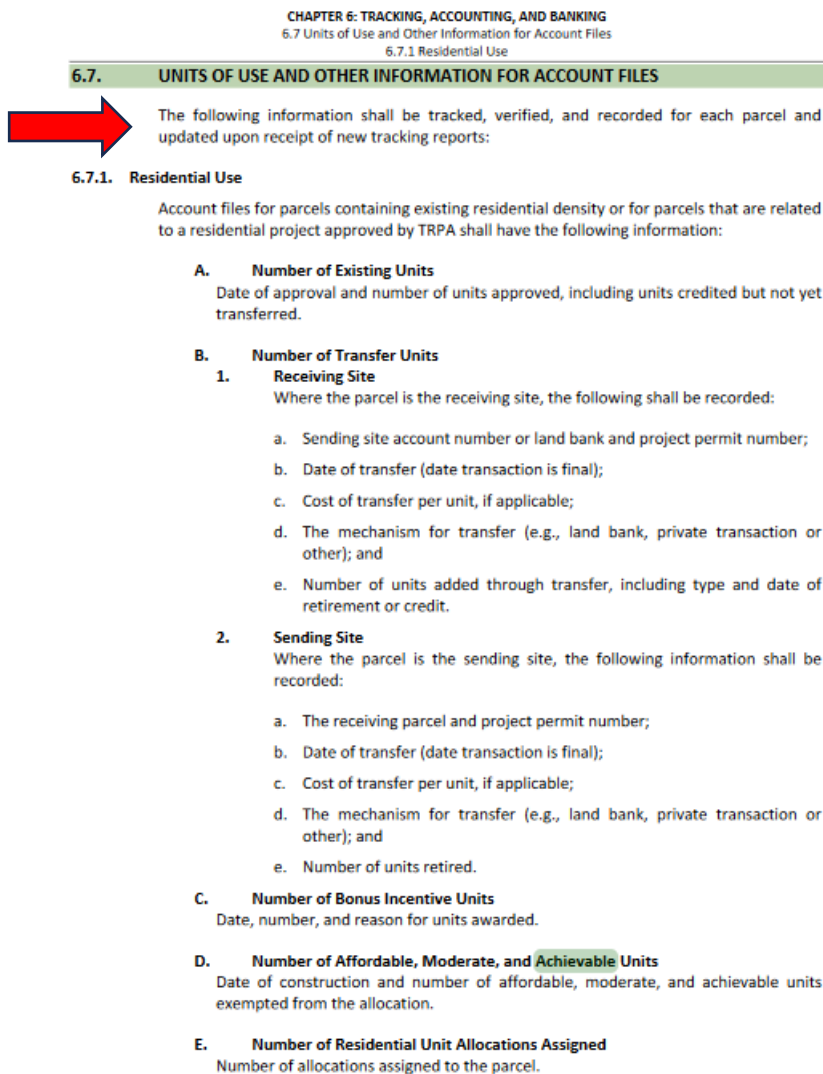 CHAPTER 6: TRACKING, ACCOUNTING, AND BANKING
6.7 Units of Use and Other Information for Account Files
6.7.1 Residential Use
6.7. UNITS OF USE AND OTHER INFORMATION FOR ACCOUNT FILES
The following information shall be tracked, verified, and recorded for each parcel and
updated upon receipt of new tracking reports:
6.7.1. Residential Use
Account files for parcels containing existing residential density or for parcels that are related
to a residential project approved by TRPA shall have the following information:
A. Number of Existing Units
Date of approval and number of units approved, including units credited but not yet
transferred.
B. Number of Transfer Units
1. Receiving Site
Where the parcel is the receiving site, the following shall be recorded:
a. Sending site account number or land bank and project permit number;
b. Date of transfer (date transaction is final);
c. Cost of transfer per unit, if applicable;
d. The mechanism for transfer (e.g., land bank, private transaction or
other); and
e. Number of units added through transfer, including type and date of
retirement or credit.
2. Sending Site
Where the parcel is the sending site, the following information shall be
recorded:
a. The receiving parcel and project permit number;
b. Date of transfer (date transaction is final);
c. Cost of transfer per unit, if applicable;
d. The mechanism for transfer (e.g., land bank, private transaction or
other); and
e. Number of units retired.
C. Number of Bonus Incentive Units
Date, number, and reason for units awarded.
D. Number of Affordable, Moderate, and Achievable Units
Date of construction and number of affordable, moderate, and achievable units
exempted from the allocation.
E. Number of Residential Unit Allocations Assigned
Number of allocations assigned to the parcel.